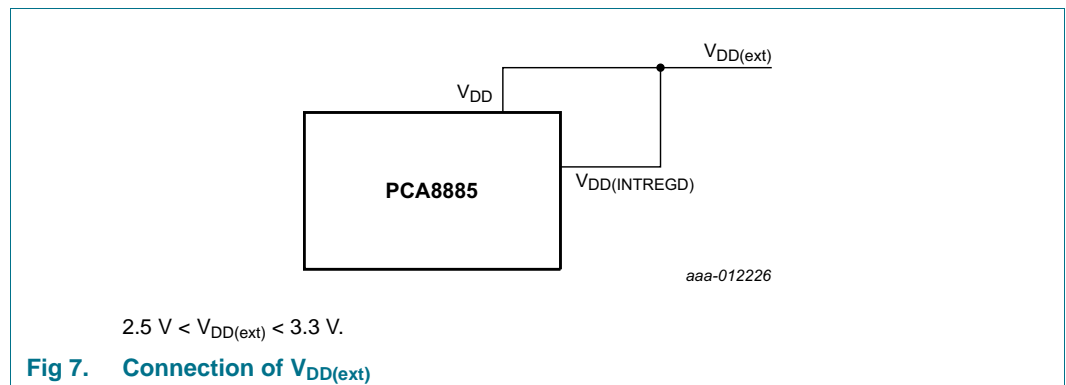 VDD(ext)
VDD
PCA8885
VDD(INTREGD)
aaa-012226
2.5 V < VDD(ext) < 3.3 V.
Fig 7. Connection of VDD(ext)